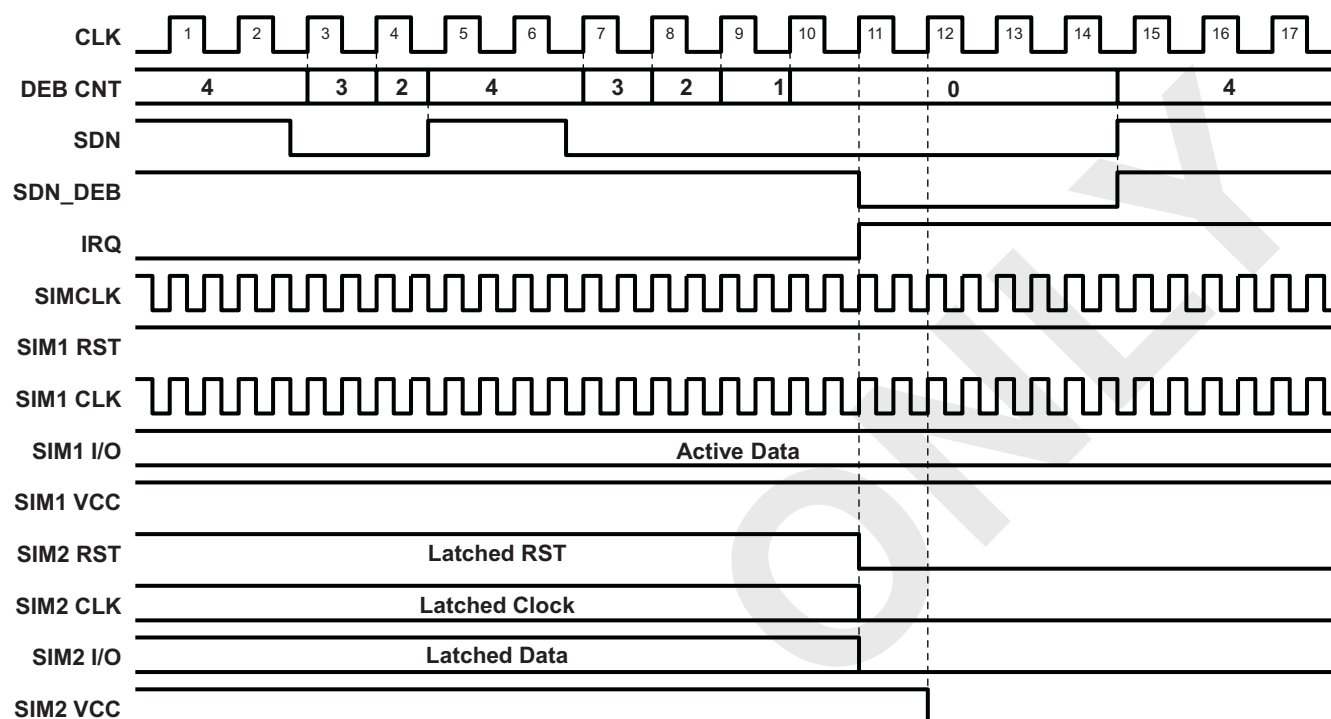 CLK 1 2 3 4 5 6 7 8 9 10 11 12 13 14 15 16 17
DEB CNT 4 3 2 4 3 2 1 0 4
SDN
SDN_DEB
IRQ
SIMCLK
SIM1 RST
SIM1 CLK
SIM1 I/O Active Data
SIM1 VCC
SIM2 RST Latched RST
SIM2 CLK Latched Clock
SIM2 I/O Latched Data
SIM2 VCC
ONLY